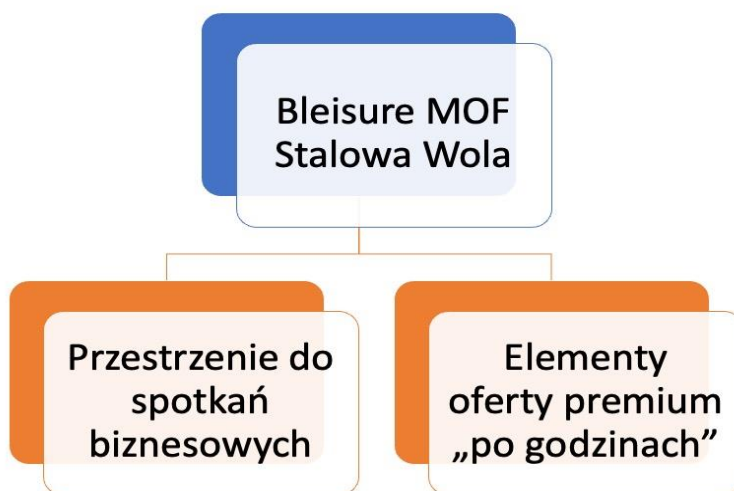 Bleisure MOF
Stalowa Wola
Przestrzenie do
spotkań
biznesowych
Elementy
oferty premium
„po godzinach”